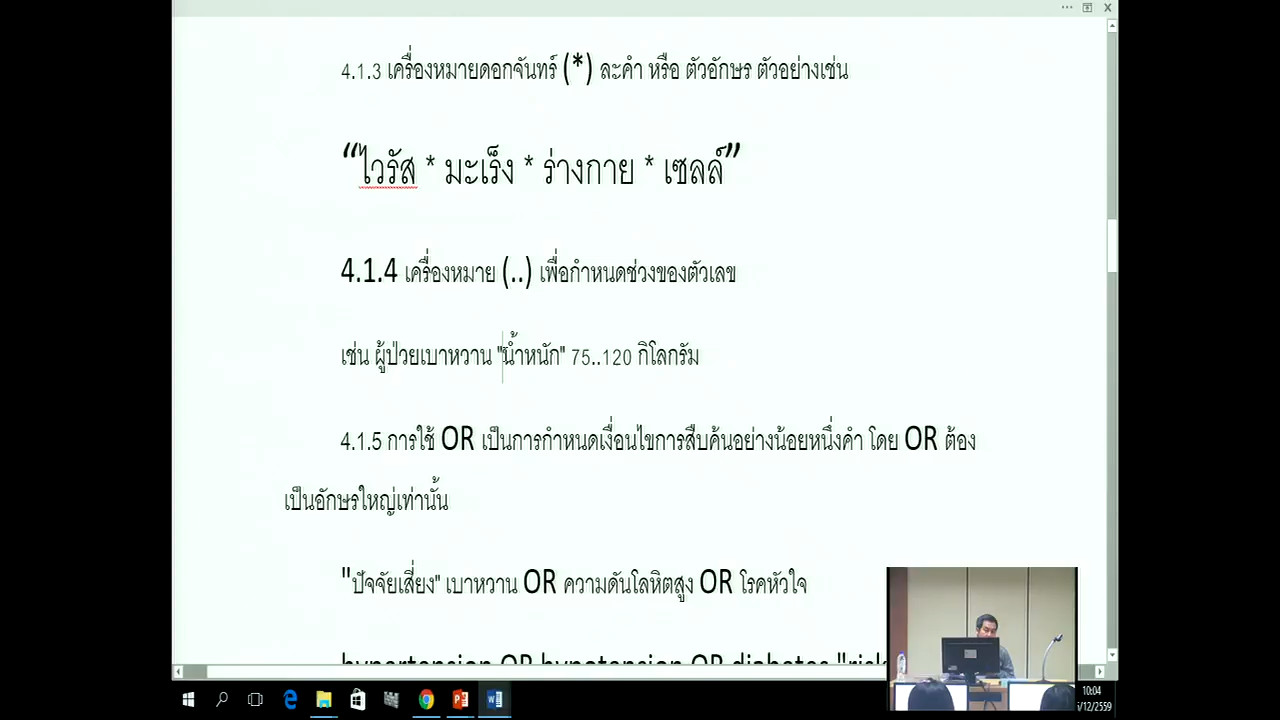 4.1.3 เครื่องหมายดอกจันทร์ (*) ละคำ หรือ ตัวอักษร ตัวอย่างเช่น
“ไวรัส * มะเร็ง * ร่างกาย * เซลล์”
4.1.4 เครื่องหมาย (..) เพื่อกำหนดช่วงของตัวเลข
เช่น ผู้ป่วยเบาหวาน "น้ำหนัก" 75..120 กิโลกรัม
4.1.5 การใช้ OR เป็นการกำหนดเงื่อนไขการสืบค้นอย่างน้อยหนึ่งคำ โดย OR ต้อง
เป็นอักษรใหญ่เท่านั้น
"ปัจจัยเสี่ยง" เบาหวาน OR ความดันโลหิตสูง OR โรคหัวใจ
hypertension OR hypotension OR diabetes "risk
10:04
/12/2559